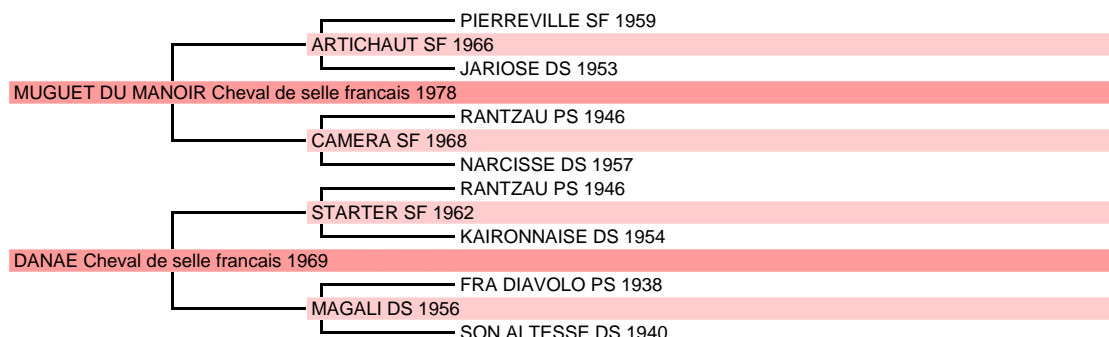 PIERREVILLE SF 1959
ARTICHAUT SF 1966
JARIOSE DS 1953
MUGUET DU MANOIR Cheval de selle francais 1978
RANTZAU PS 1946
CAMERA SF 1968
NARCISSE DS 1957
RANTZAU PS 1946
STARTER SF 1962
KAIRONNAISE DS 1954
DANAE Cheval de selle francais 1969
FRA DIAVOLO PS 1938
MAGALI DS 1956
SON ALTESSE DS 1940